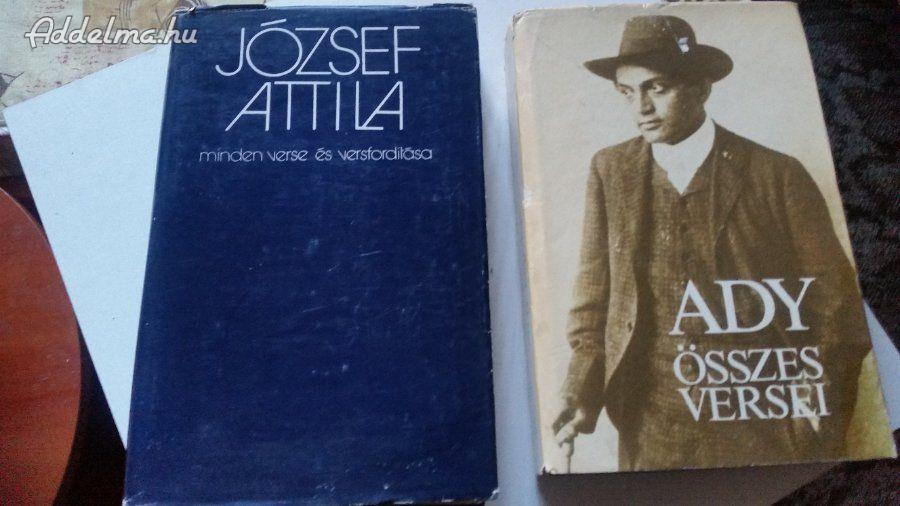 Addelma.hu
JÓZSEF
ATTILA
minden verse és versfordítása
ADY
ÖSSZES
VERSEI